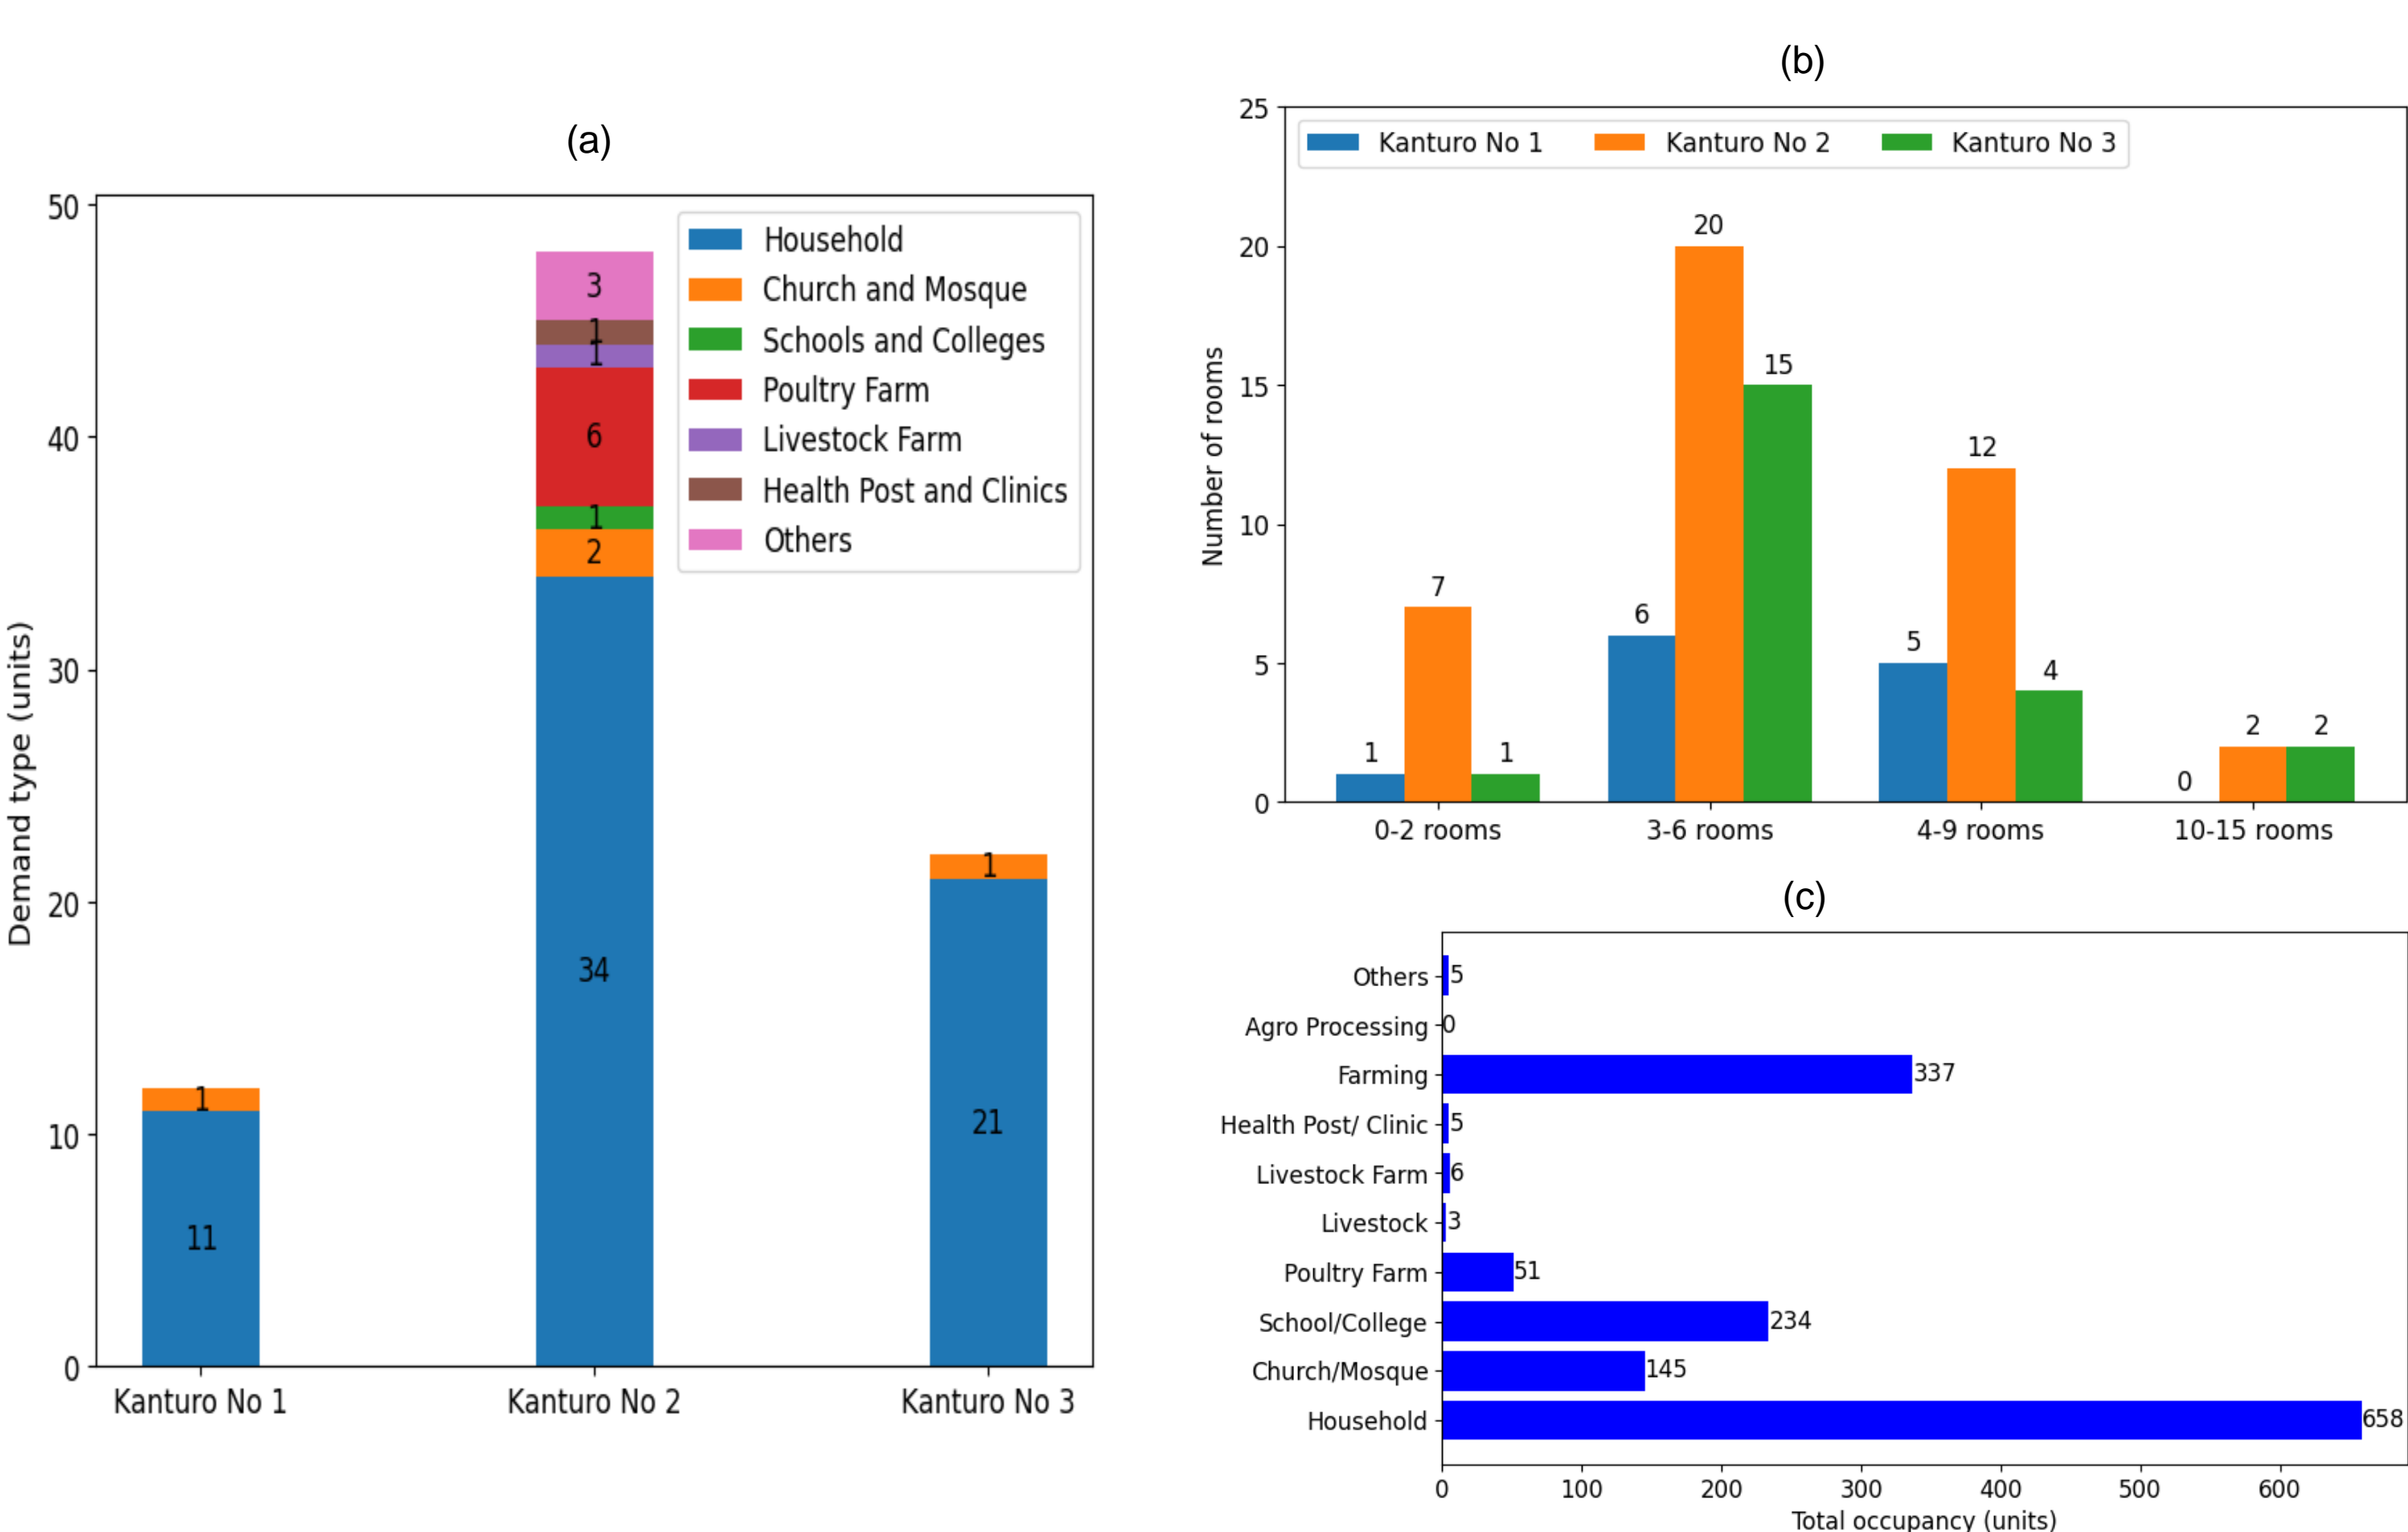 (a)
50
40
30
20
10
0
Demand type (units)
Household
Church and Mosque
Schools and Colleges
Poultry Farm
Livestock Farm
Health Post and Clinics
Others
3
1
1
6
1
2
34
1
11
1
21
Kanturo No 1 Kanturo No 2 Kanturo No 3
(b)
25
20
15
10
5
0
Number of rooms
Kanturo No 1 Kanturo No 2 Kanturo No 3
1 7 1
6 20 15
5 12 4
0 2 2
0-2 rooms 3-6 rooms 4-9 rooms 10-15 rooms
(c)
Others 5
Agro Processing 0
Farming 337
Health Post/ Clinic 5
Livestock Farm 6
Livestock 3
Poultry Farm 51
School/College 234
Church/Mosque 145
Household 658
0 100 200 300 400 500 600
Total occupancy (units)